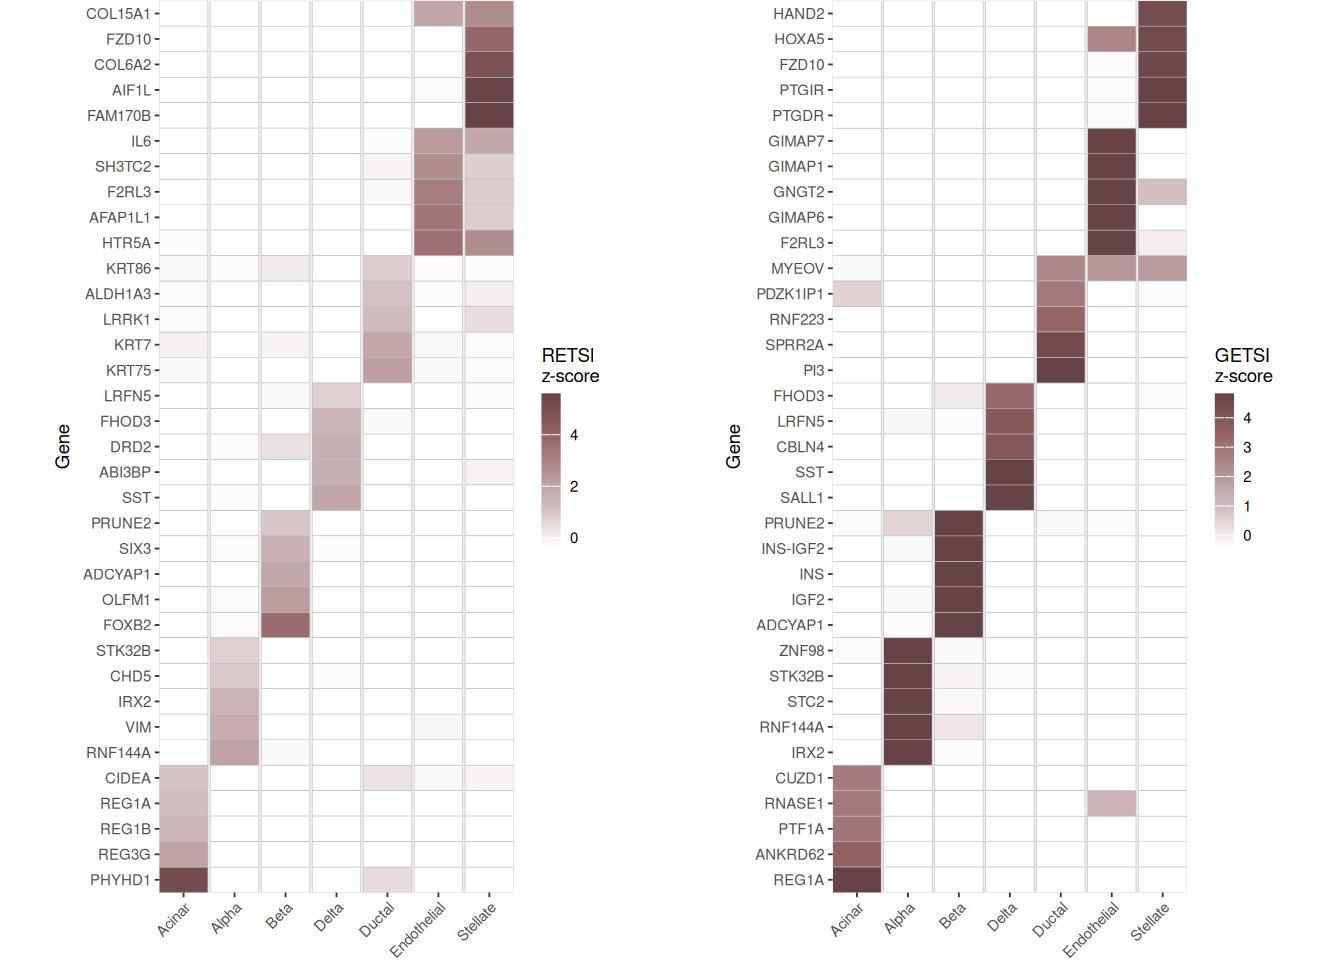 COL15A1
FZD10
COL6A2
AIF1L
FAM170B
IL6
SH3TC2
F2RL3
AFAP1L1
HTR5A
KRT86
ALDH1A3
LRRK1
KRT7
KRT75
LRFN5
FHOD3
DRD2
ABI3BP
SST
PRUNE2
SIX3
ADCYAP1
OLFM1
FOXB2
STK32B
CHD5
IRX2
VIM
RNF144A
CIDEA
REG1A
REG1B
REG3G
PHYHD1
Gene
Acinar
Alpha
Beta
Delta
Ductal
Endothelial
Stellate
RETSI
z-score
4
2
0
HAND2
HOXA5
FZD10
PTGIR
PTGDR
GIMAP7
GIMAP1
GNGT2
GIMAP6
F2RL3
MYEOV
PDZK1IP1
RNF223
SPRR2A
PI3
FHOD3
LRFN5
CBLN4
SST
SALL1
PRUNE2
INS-IGF2
INS
IGF2
ADCYAP1
ZNF98
STK32B
STC2
RNF144A
IRX2
CUZD1
RNASE1
PTF1A
ANKRD62
REG1A
Gene
Acinar
Alpha
Beta
Delta
Ductal
Endothelial
Stellate
GETSI
z-score
4
3
2
1
0